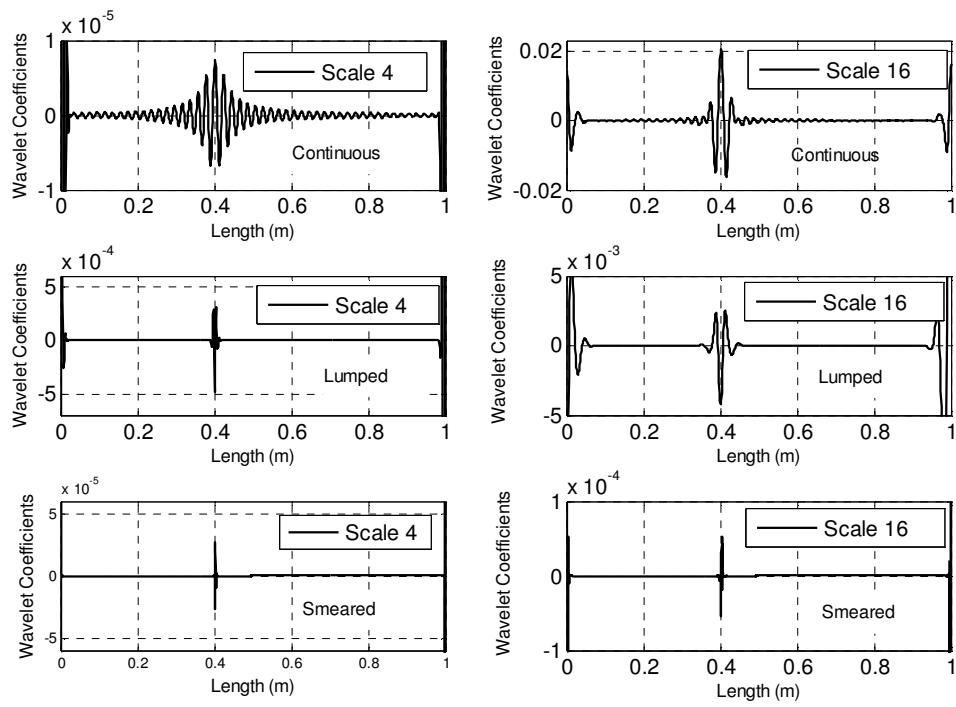 x 10⁻⁵
1
0
-1
Wavelet Coefficients
Scale 4
Continuous
0 0.2 0.4 0.6 0.8 1
Length (m)
0.02
0
-0.02
Wavelet Coefficients
Scale 16
Continuous
0 0.2 0.4 0.6 0.8 1
Length (m)
x 10⁻⁴
5
0
-5
Wavelet Coefficients
Scale 4
Lumped
0 0.2 0.4 0.6 0.8 1
Length (m)
x 10⁻³
5
0
-5
Wavelet Coefficients
Scale 16
Lumped
0 0.2 0.4 0.6 0.8 1
Length (m)
x 10⁻⁵
5
0
-5
Wavelet Coefficients
Scale 4
Smeared
0 0.2 0.4 0.6 0.8 1
Length (m)
x 10⁻⁴
1
0
-1
Wavelet Coefficients
Scale 16
Smeared
0 0.2 0.4 0.6 0.8 1
Length (m)